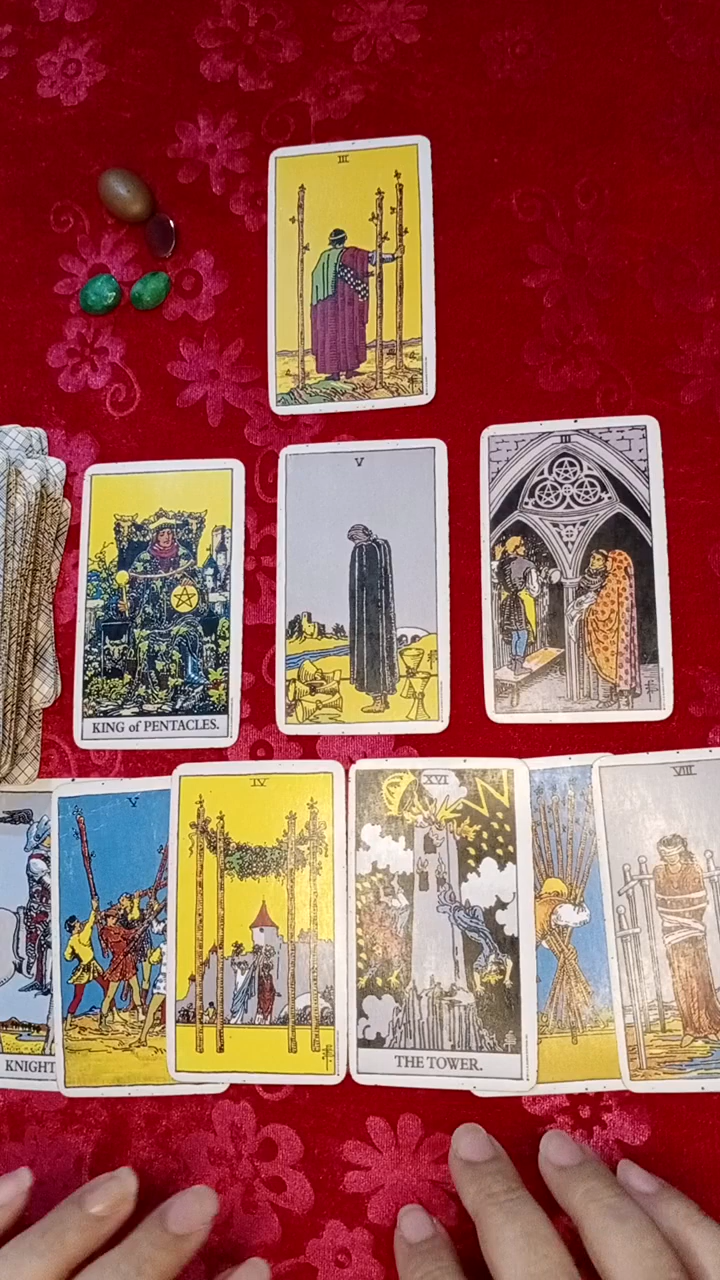 III
KING of PENTACLES.
V
III
KNIGHT
V
IV
XVI
THE TOWER.
VIII